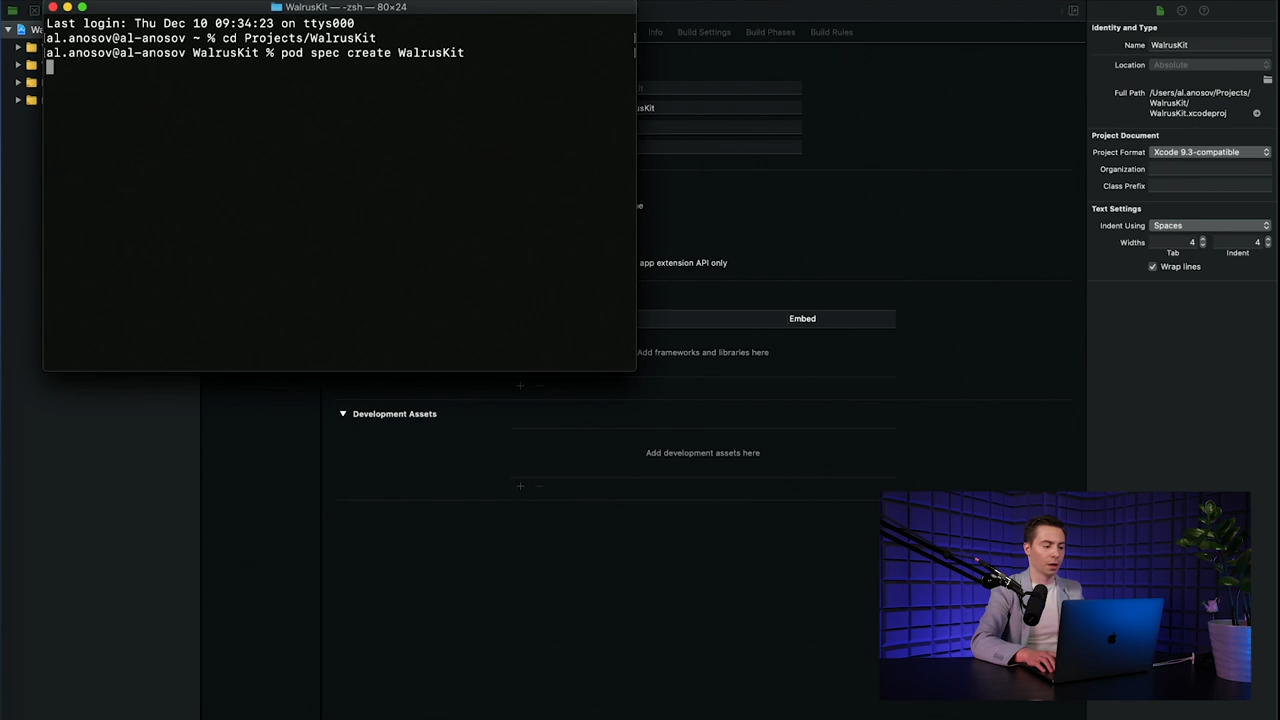 WalrusKit — -zsh — 80×24
Last login: Thu Dec 10 09:34:23 on ttys000
al.anosov@al-anosov ~ % cd Projects/WalrusKit
al.anosov@al-anosov WalrusKit % pod spec create WalrusKit
Wa
Info
Build Settings
Build Phases
Build Rules
app extension API only
Embed
Add frameworks and libraries here
Development Assets
Add development assets here
Identity and Type
Name WalrusKit
Location Absolute
Full Path /Users/al.anosov/Projects/
WalrusKit/
WalrusKit.xcodeproj
Project Document
Project Format Xcode 9.3-compatible
Organization
Class Prefix
Text Settings
Indent Using Spaces
Widths 4 4
Tab Indent
Wrap lines